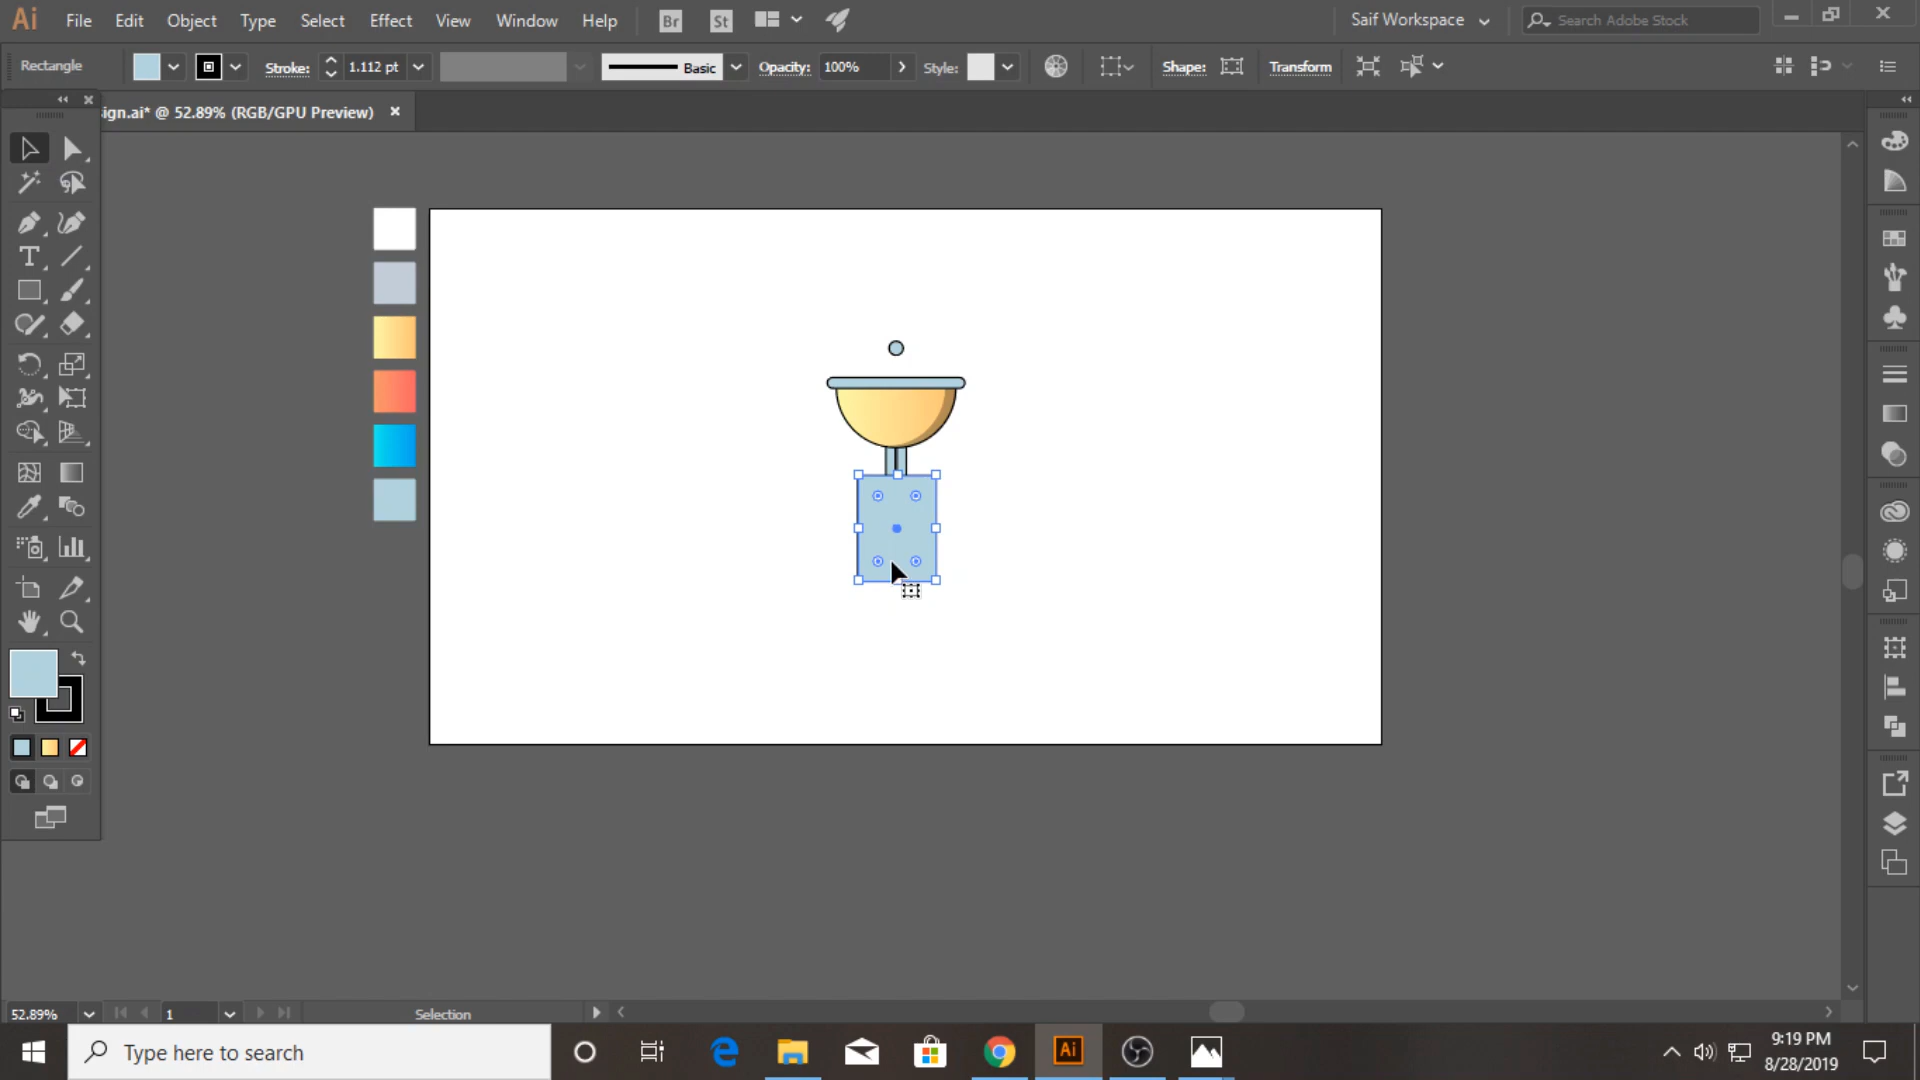 Ai File Edit Object Type Select Effect View Window Help Br St Saif Workspace Search Adobe Stock
Rectangle Stroke: 1.112 pt Basic Opacity: 100% Style: Shape: Transform
ign.ai* @ 52.89% (RGB/GPU Preview)
52.89% 1 Selection
Type here to search Ai 9:19 PM
8/28/2019